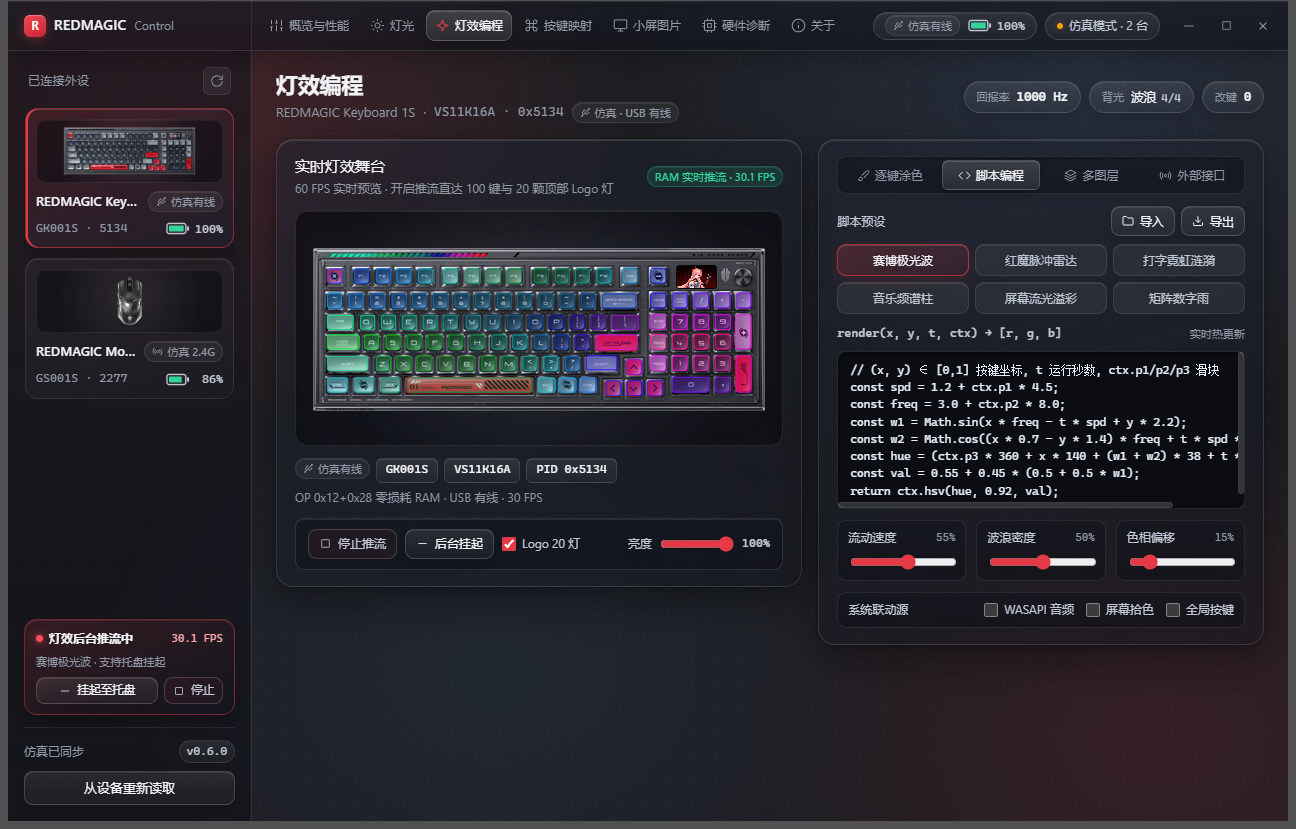 R REDMAGIC Control
概览与性能 灯光 灯效编程 按键映射 小屏图片 硬件诊断 关于
仿真有线 100% 仿真模式 · 2 台
已连接外设
REDMAGIC Key... 仿真有线
GK001S · 5134 100%
REDMAGIC Mo... 仿真 2.4G
GS001S · 2277 86%
灯效后台推流中 30.1 FPS
赛博极光波 · 支持托盘挂起
挂起至托盘 停止
仿真已同步 v0.6.0
从设备重新读取
灯效编程
REDMAGIC Keyboard 1S · VS11K16A · 0x5134 仿真 · USB 有线
回报率 1000 Hz 背光 波浪 4/4 改键 0
实时灯效舞台
60 FPS 实时预览 · 开启推流直达 100 键与 20 颗顶部 Logo 灯
RAM 实时推流 · 30.1 FPS
REDMAGIC
仿真有线 GK001S VS11K16A PID 0x5134
OP 0x12+0x28 零损耗 RAM · USB 有线 · 30 FPS
停止推流 后台挂起 Logo 20 灯 亮度 100%
逐键涂色 脚本编程 多图层 外部接口
脚本预设 导入 导出
赛博极光波 红魔脉冲雷达 打字霓虹涟漪
音乐频谱柱 屏幕流光溢彩 矩阵数字雨
render(x, y, t, ctx) → [r, g, b] 实时热更新
// (x, y) ∈ [0,1] 按键坐标, t 运行秒数, ctx.p1/p2/p3 滑块
const spd = 1.2 + ctx.p1 * 4.5;
const freq = 3.0 + ctx.p2 * 8.0;
const w1 = Math.sin(x * freq - t * spd + y * 2.2);
const w2 = Math.cos((x * 0.7 - y * 1.4) * freq + t * spd *
const hue = (ctx.p3 * 360 + x * 140 + (w1 + w2) * 38 + t *
const val = 0.55 + 0.45 * (0.5 + 0.5 * w1);
return ctx.hsv(hue, 0.92, val);
流动速度 55% 波浪密度 50% 色相偏移 15%
系统联动源 WASAPI 音频 屏幕拾色 全局按键